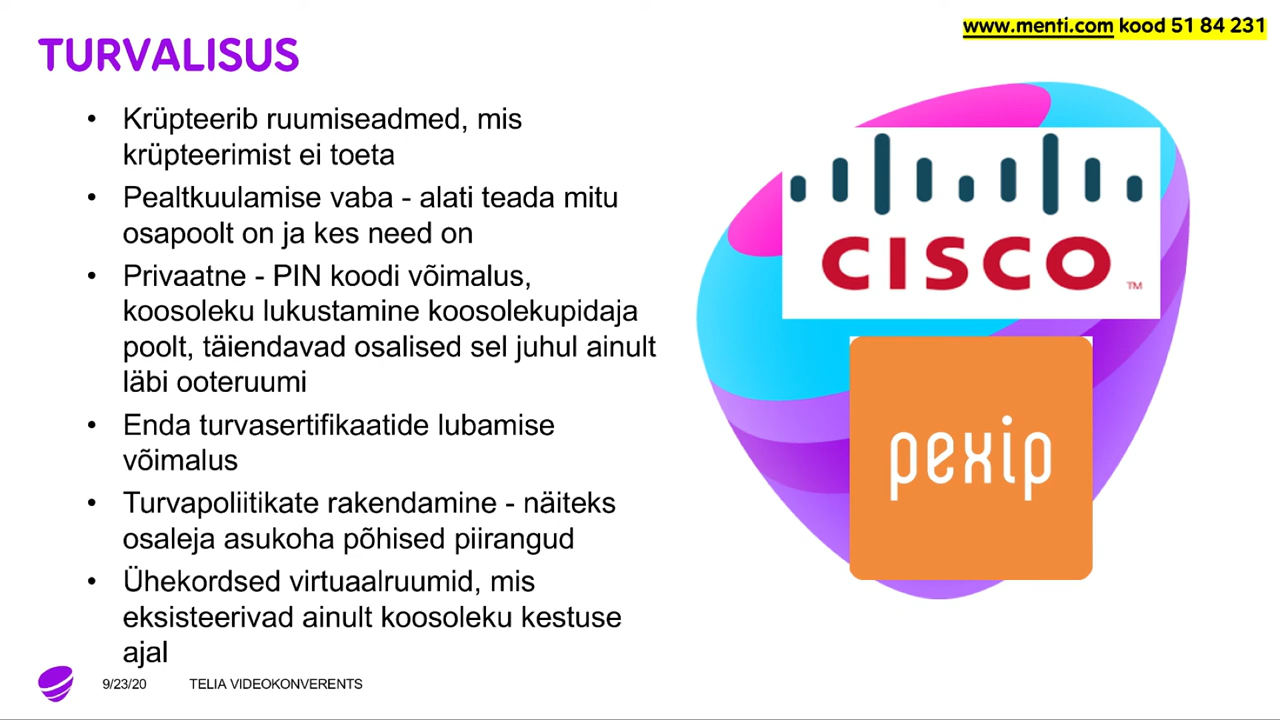 www.menti.com kood 51 84 231
TURVALISUS
• Krüpteerib ruumiseadmed, mis
krüpteerimist ei toeta
• Pealtkuulamise vaba - alati teada mitu
osapoolt on ja kes need on
• Privaatne - PIN koodi võimalus,
koosoleku lukustamine koosolekupidaja
poolt, täiendavad osalised sel juhul ainult
läbi ooteruumi
• Enda turvasertifikaatide lubamise
võimalus
• Turvapoliitikate rakendamine - näiteks
osaleja asukoha põhised piirangud
• Ühekordsed virtuaalruumid, mis
eksisteerivad ainult koosoleku kestuse
ajal
CISCO ™
pexip
9/23/20 TELIA VIDEOKONVERENTS